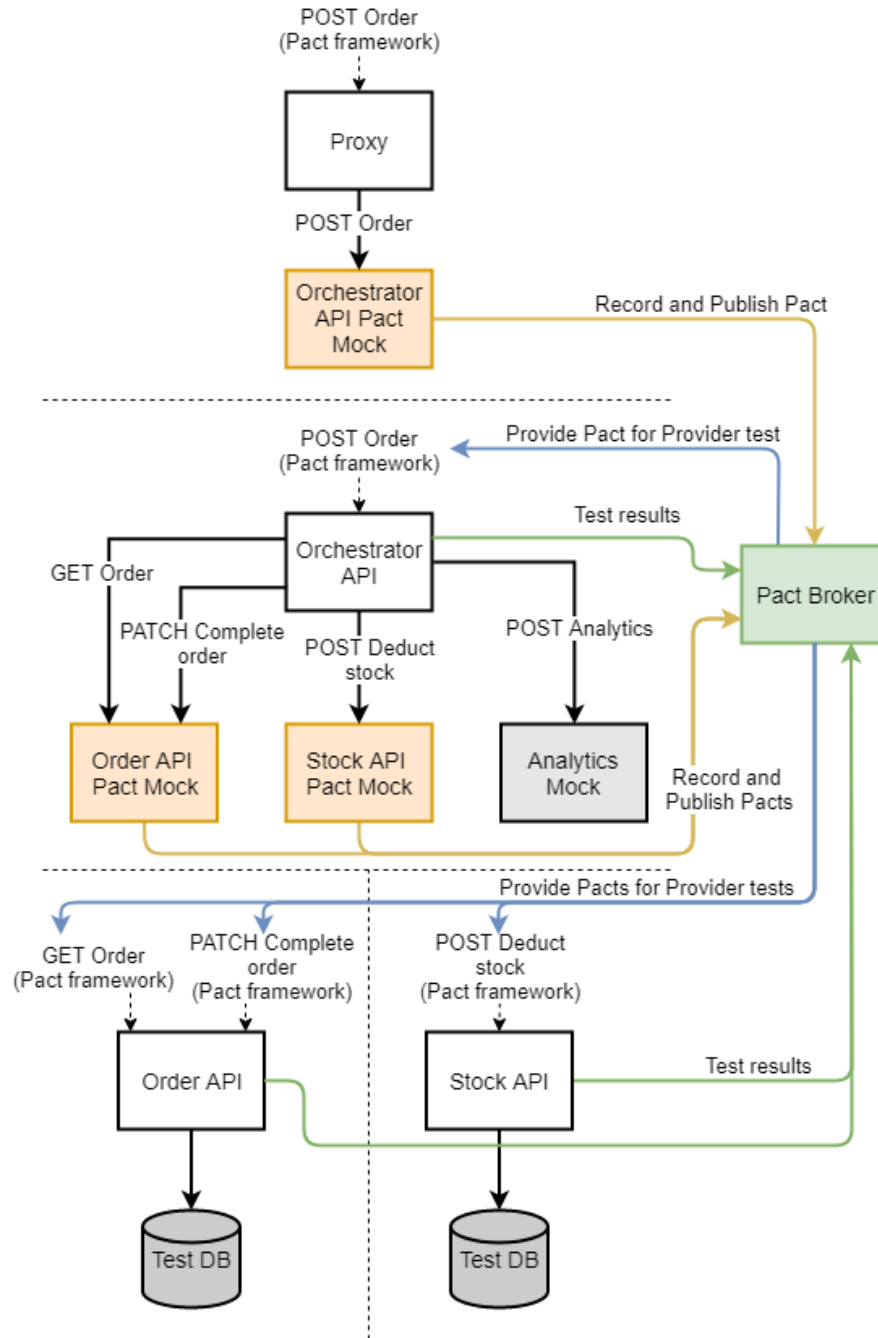 POST Order
(Pact framework)
Proxy
POST Order
Orchestrator
API Pact
Mock
Record and Publish Pact
POST Order
(Pact framework)
Provide Pact for Provider test
Orchestrator
API
Test results
GET Order
PATCH Complete
order
POST Deduct
stock
POST Analytics
Pact Broker
Order API
Pact Mock
Stock API
Pact Mock
Analytics
Mock
Record and
Publish Pacts
Provide Pacts for Provider tests
GET Order
(Pact framework)
PATCH Complete
order
(Pact framework)
POST Deduct
stock
(Pact framework)
Order API
Stock API
Test results
Test DB
Test DB